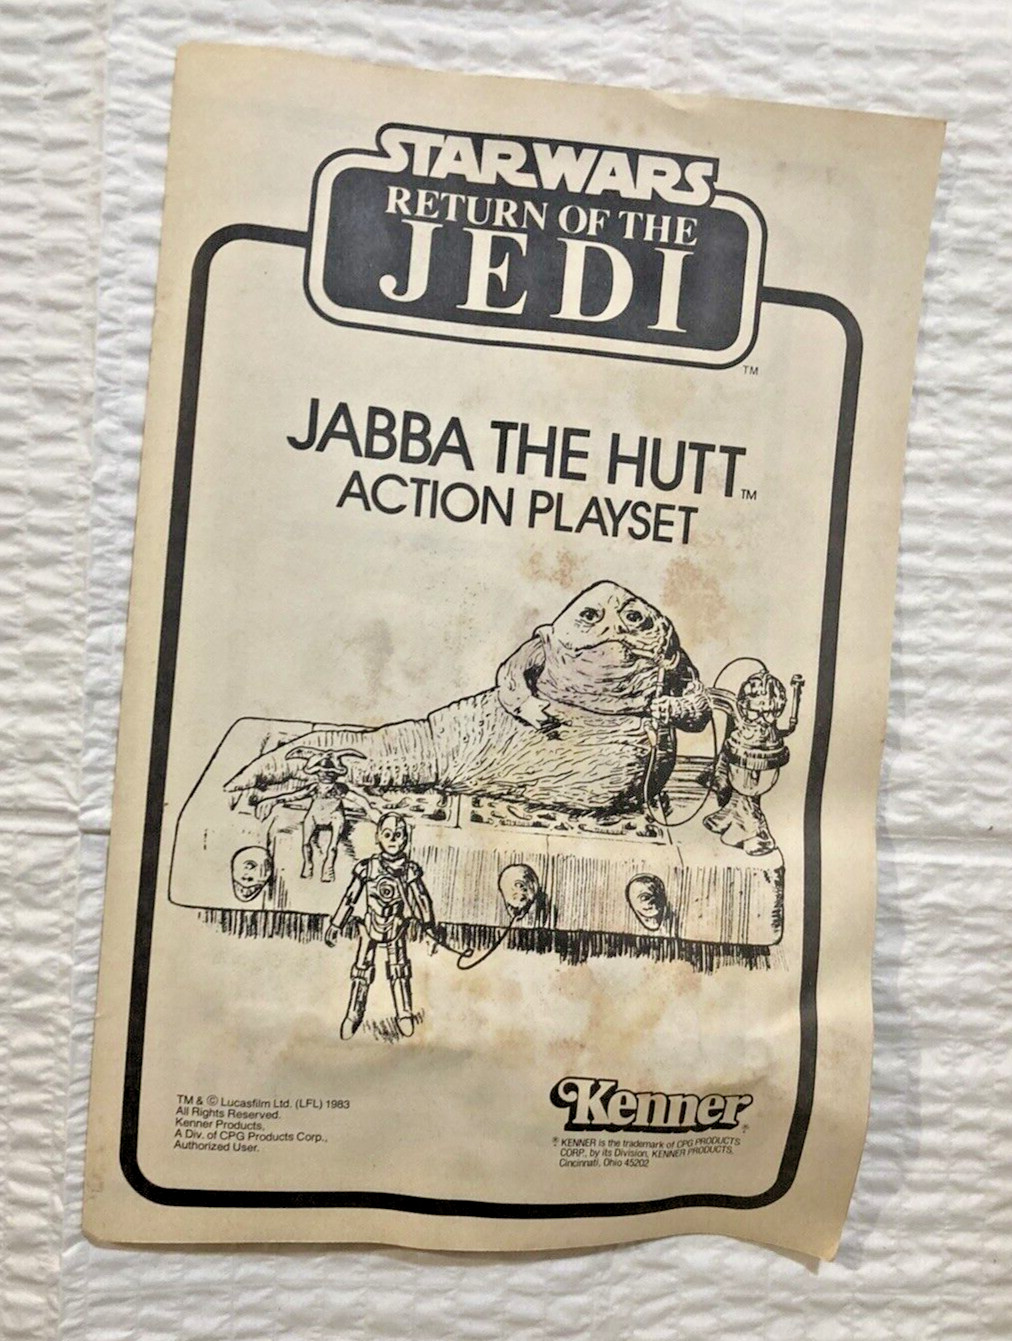 STAR WARS
RETURN OF THE
JEDI
TM
JABBA THE HUTT TM
ACTION PLAYSET
TM & © Lucasfilm Ltd. (LFL) 1983
All Rights Reserved.
Kenner Products,
A Div. of CPG Products Corp.,
Authorized User.
Kenner®
® KENNER is the trademark of CPG PRODUCTS
CORP., by its Division, KENNER PRODUCTS,
Cincinnati, Ohio 45202